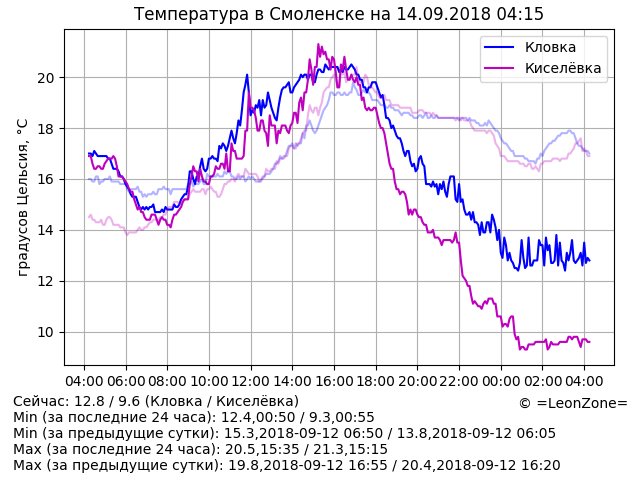 Температура в Смоленске на 14.09.2018 04:15
Кловка
Киселёвка
градусов Цельсия, °C
20
18
16
14
12
10
04:00 06:00 08:00 10:00 12:00 14:00 16:00 18:00 20:00 22:00 00:00 02:00 04:00
Сейчас: 12.8 / 9.6 (Кловка / Киселёвка)
© =LeonZone=
Min (за последние 24 часа): 12.4,00:50 / 9.3,00:55
Min (за предыдущие сутки): 15.3,2018-09-12 06:50 / 13.8,2018-09-12 06:05
Max (за последние 24 часа): 20.5,15:35 / 21.3,15:15
Max (за предыдущие сутки): 19.8,2018-09-12 16:55 / 20.4,2018-09-12 16:20